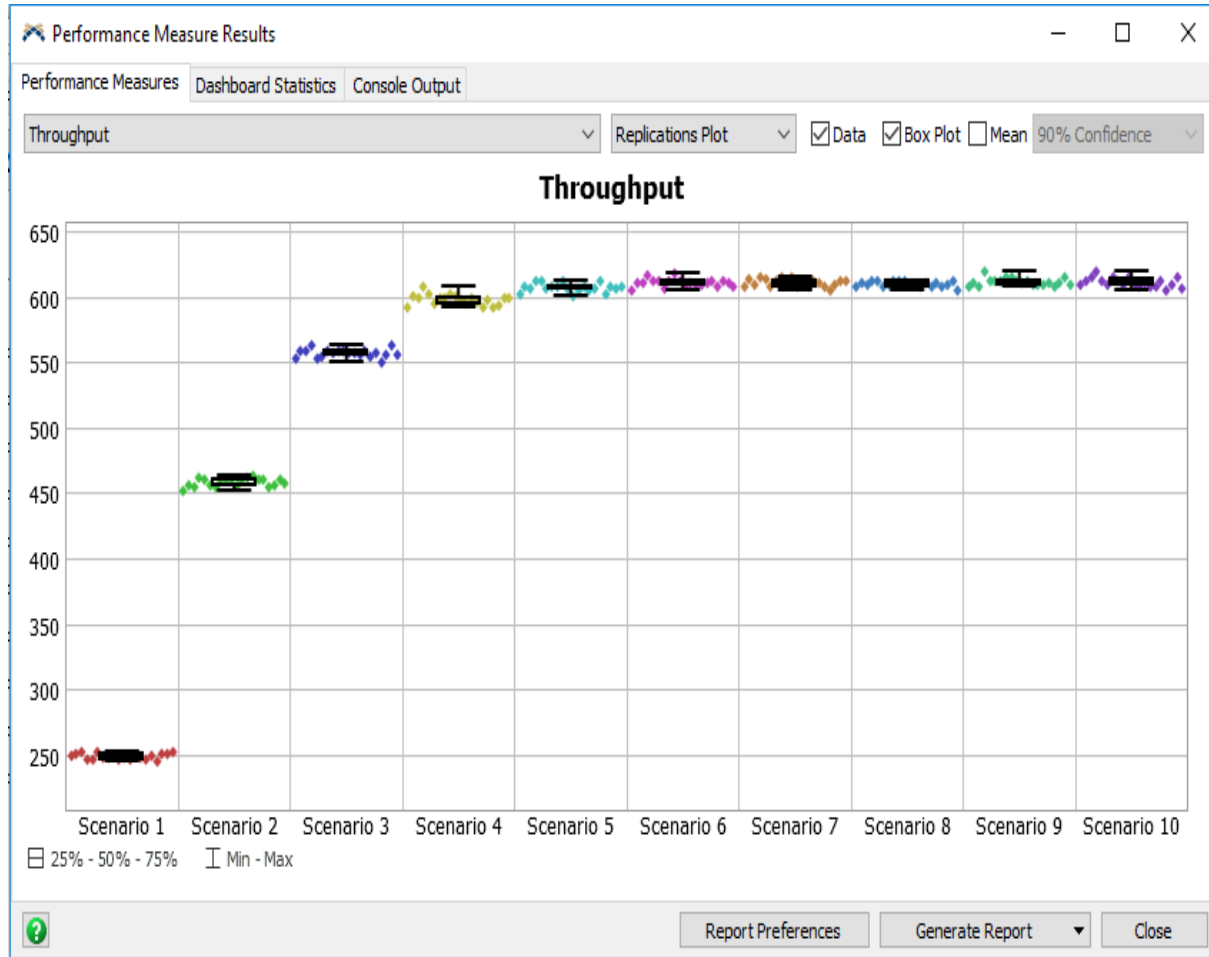 Performance Measure Results
Performance Measures Dashboard Statistics Console Output
Throughput Replications Plot Data Box Plot Mean 90% Confidence
Throughput
650
600
550
500
450
400
350
300
250
Scenario 1 Scenario 2 Scenario 3 Scenario 4 Scenario 5 Scenario 6 Scenario 7 Scenario 8 Scenario 9 Scenario 10
25% - 50% - 75% Min - Max
? Report Preferences Generate Report Close